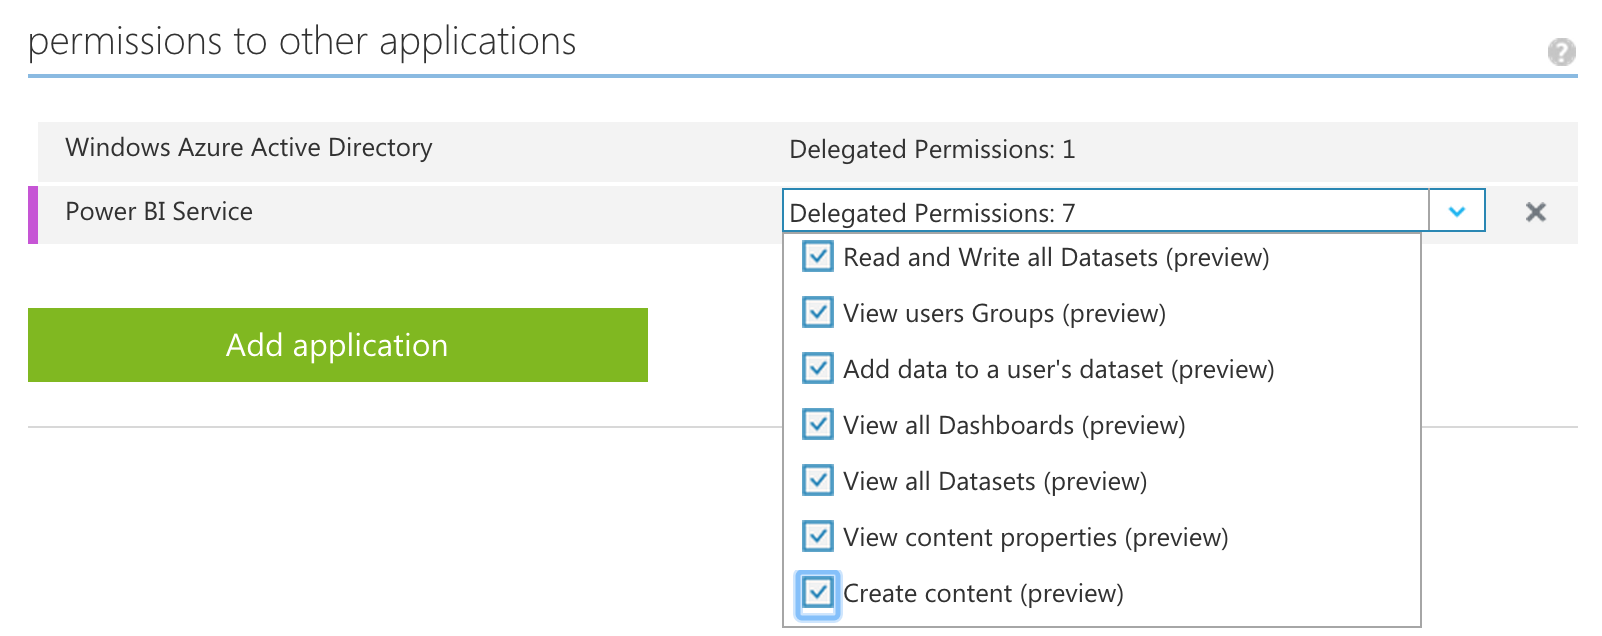 permissions to other applications
?
Windows Azure Active Directory
Delegated Permissions: 1
Power BI Service
Delegated Permissions: 7
Read and Write all Datasets (preview)
View users Groups (preview)
Add application
Add data to a user's dataset (preview)
View all Dashboards (preview)
View all Datasets (preview)
View content properties (preview)
Create content (preview)